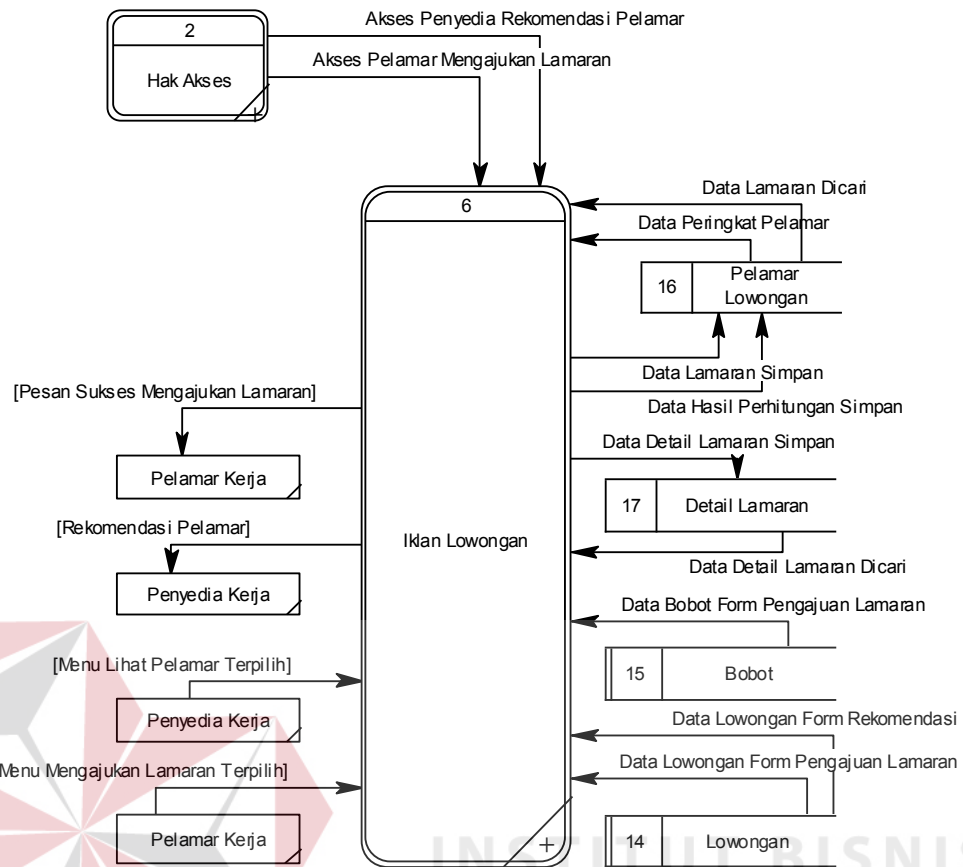 Akses Penyedia Rekomendasi Pelamar
2
Hak Akses
Akses Pelamar Mengajukan Lamaran
6
Iklan Lowongan
Data Lamaran Dicari
Data Peringkat Pelamar
16
Pelamar
Lowongan
Data Lamaran Simpan
Data Hasil Perhitungan Simpan
[Pesan Sukses Mengajukan Lamaran]
Pelamar Kerja
Data Detail Lamaran Simpan
17
Detail Lamaran
Data Detail Lamaran Dicari
[Rekomendasi Pelamar]
Penyedia Kerja
Data Bobot Form Pengajuan Lamaran
15
Bobot
[Menu Lihat Pelamar Terpilih]
Penyedia Kerja
Data Lowongan Form Rekomendasi
Data Lowongan Form Pengajuan Lamaran
Menu Mengajukan Lamaran Terpilih]
Pelamar Kerja
14
Lowongan
INSTITUT BISNIS